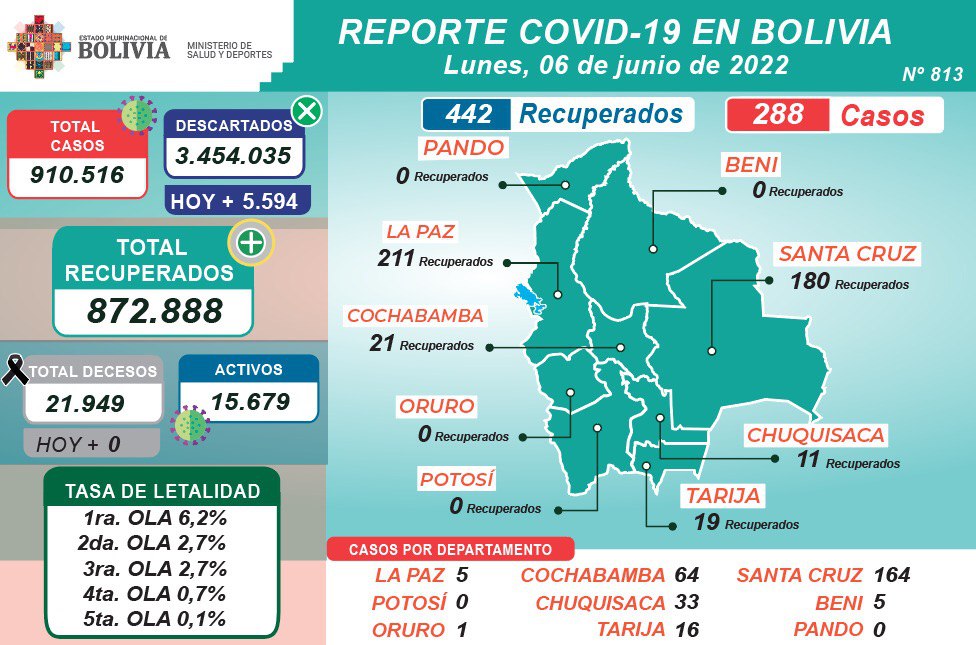 ESTADO PLURINACIONAL DE
BOLIVIA
MINISTERIO DE
SALUD Y DEPORTES
REPORTE COVID-19 EN BOLIVIA
Lunes, 06 de junio de 2022
Nº 813
TOTAL
CASOS
910.516
DESCARTADOS
3.454.035
HOY + 5.594
TOTAL
RECUPERADOS
872.888
TOTAL DECESOS
21.949
HOY + 0
ACTIVOS
15.679
TASA DE LETALIDAD
1ra. OLA 6,2%
2da. OLA 2,7%
3ra. OLA 2,7%
4ta. OLA 0,7%
5ta. OLA 0,1%
442 Recuperados
288 Casos
PANDO
0 Recuperados
BENI
0 Recuperados
LA PAZ
211 Recuperados
SANTA CRUZ
180 Recuperados
COCHABAMBA
21 Recuperados
ORURO
0 Recuperados
CHUQUISACA
11 Recuperados
POTOSÍ
0 Recuperados
TARIJA
19 Recuperados
CASOS POR DEPARTAMENTO
LA PAZ 5 COCHABAMBA 64 SANTA CRUZ 164
POTOSÍ 0 CHUQUISACA 33 BENI 5
ORURO 1 TARIJA 16 PANDO 0